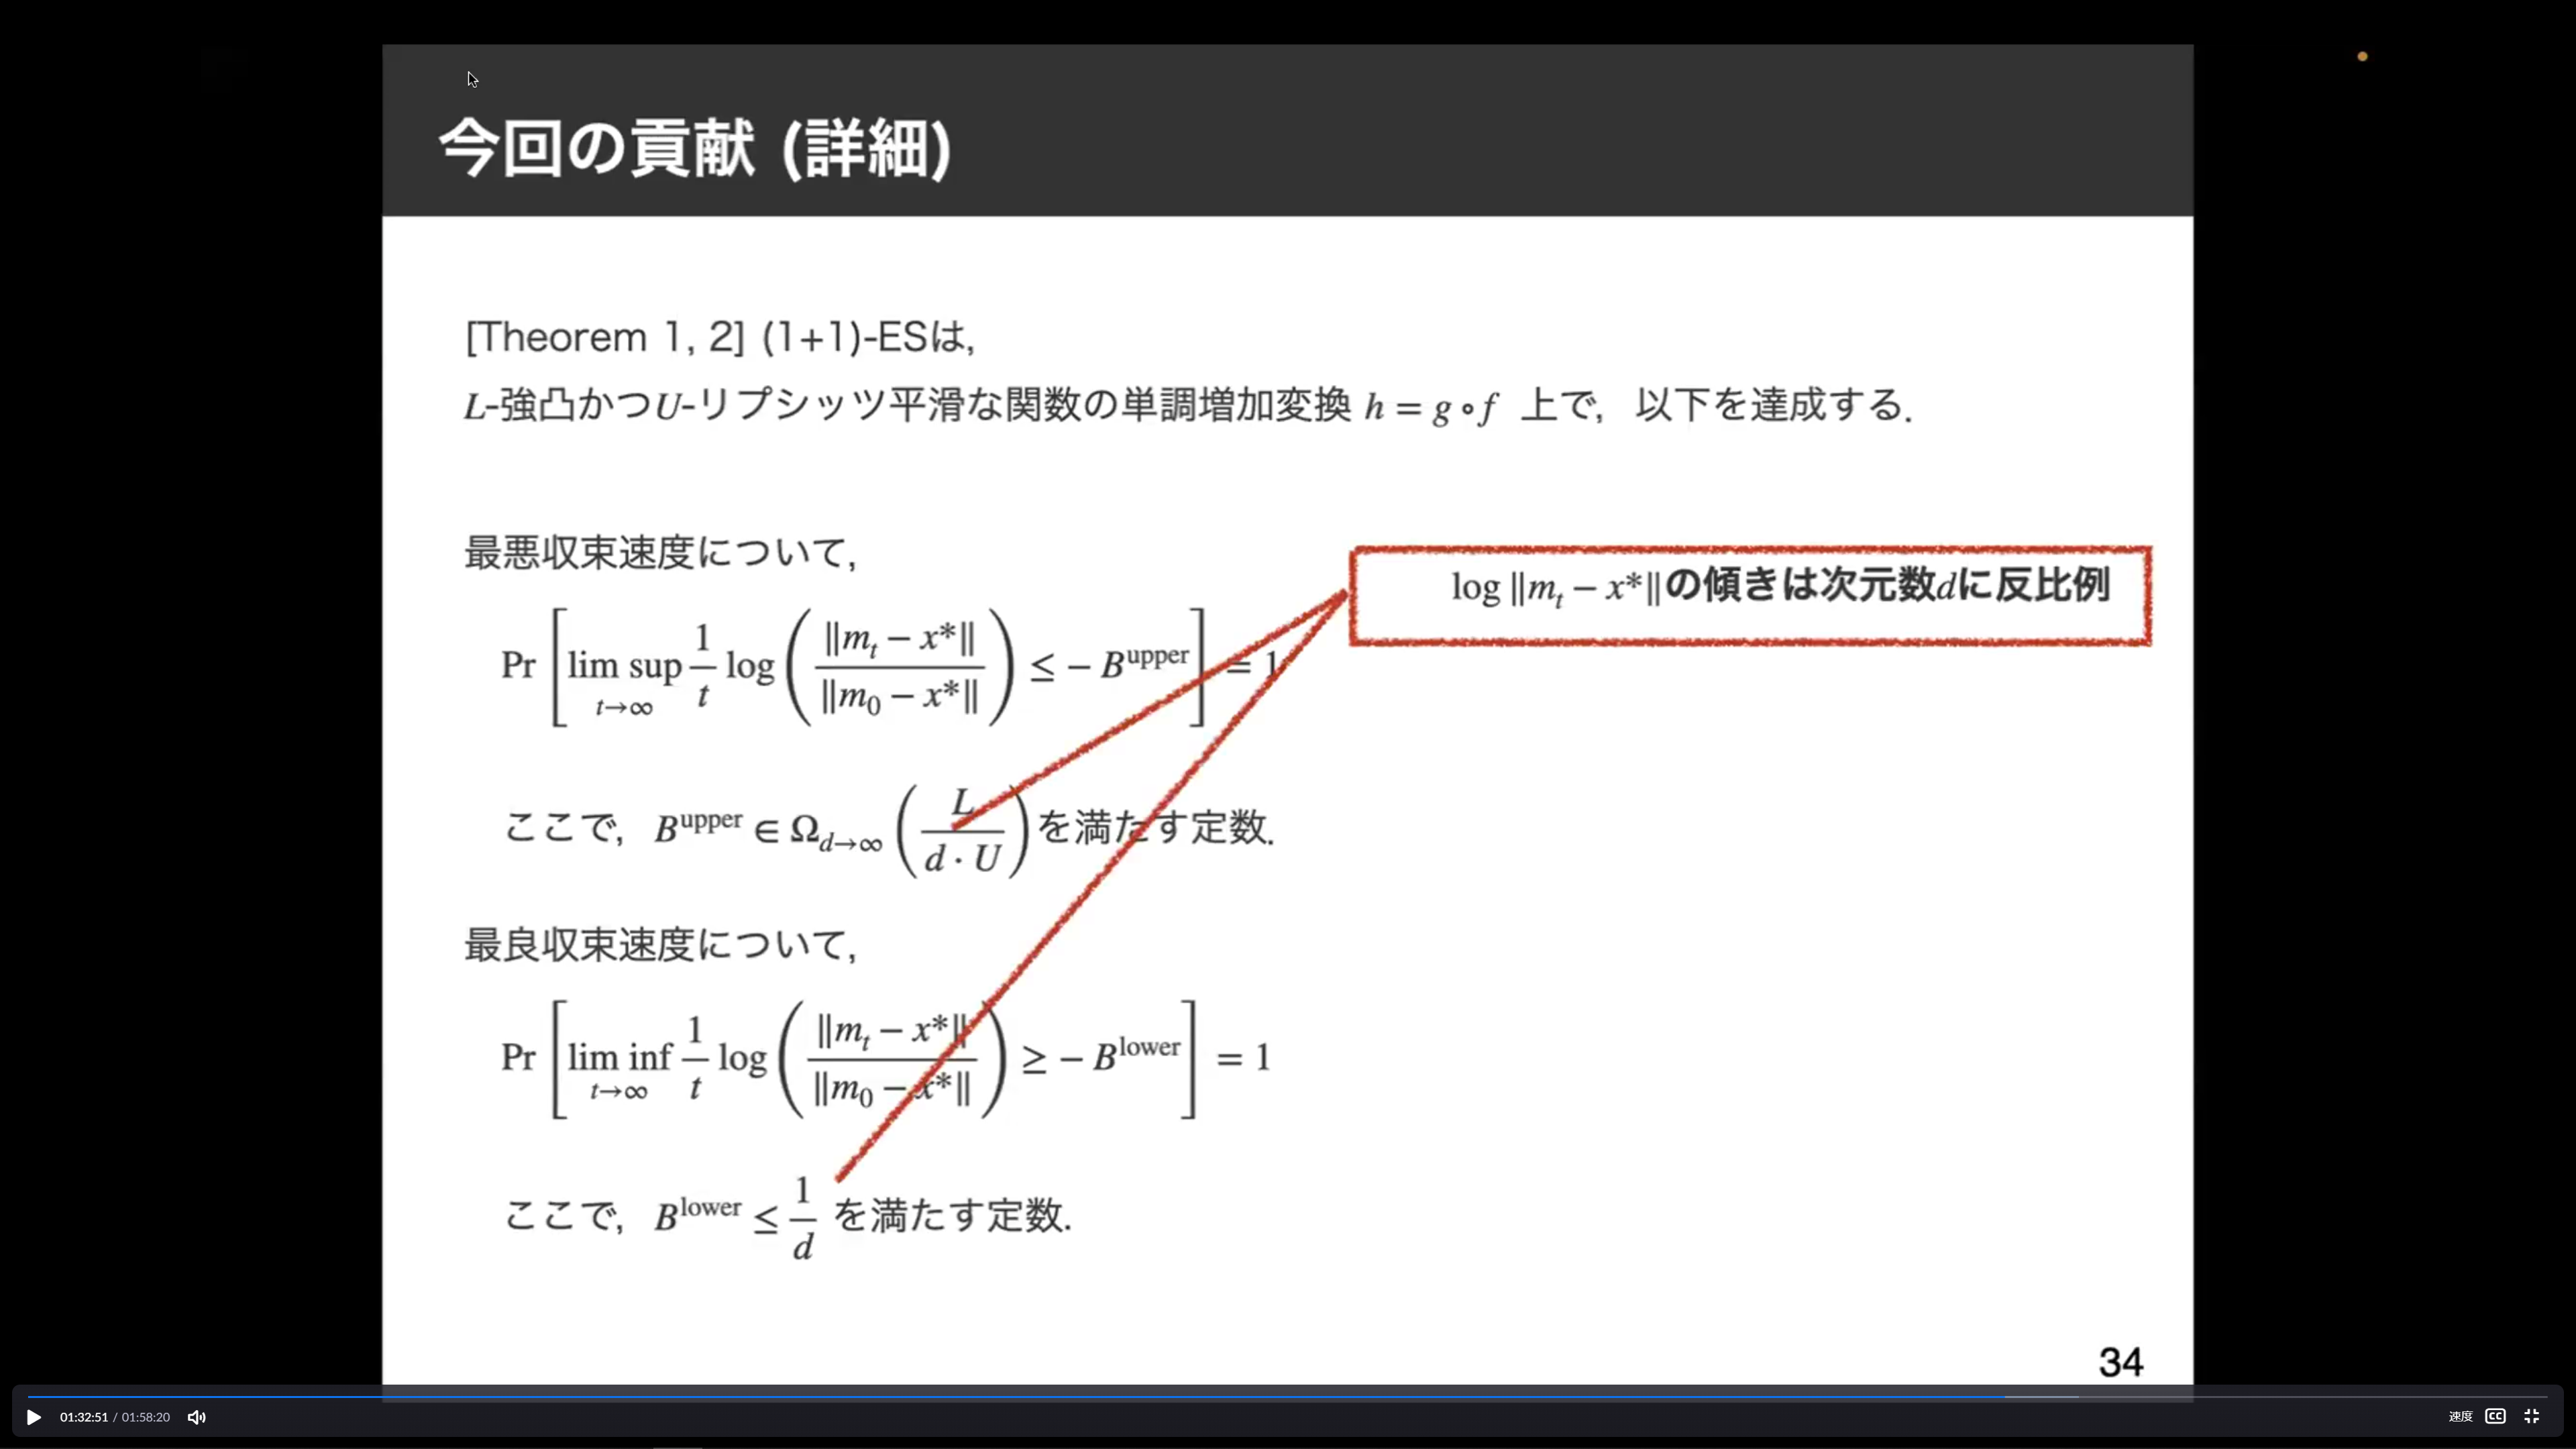 今回の貢献 (詳細)
[Theorem 1, 2] (1+1)-ESは,
L-強凸かつU-リプシッツ平滑な関数の単調増加変換 h = g∘f 上で, 以下を達成する.
最悪収束速度について,
log ‖m_t − x*‖の傾きは次元数dに反比例
Pr [ lim sup_{t→∞} 1/t log ( ‖m_t − x*‖ / ‖m_0 − x*‖ ) ≤ − B^upper ] = 1
ここで, B^upper ∈ Ω_{d→∞} ( L / d · U ) を満たす定数.
最良収束速度について,
Pr [ lim inf_{t→∞} 1/t log ( ‖m_t − x*‖ / ‖m_0 − x*‖ ) ≥ − B^lower ] = 1
ここで, B^lower ≤ 1/d を満たす定数.
34
01:32:51 / 01:58:20
速度 CC